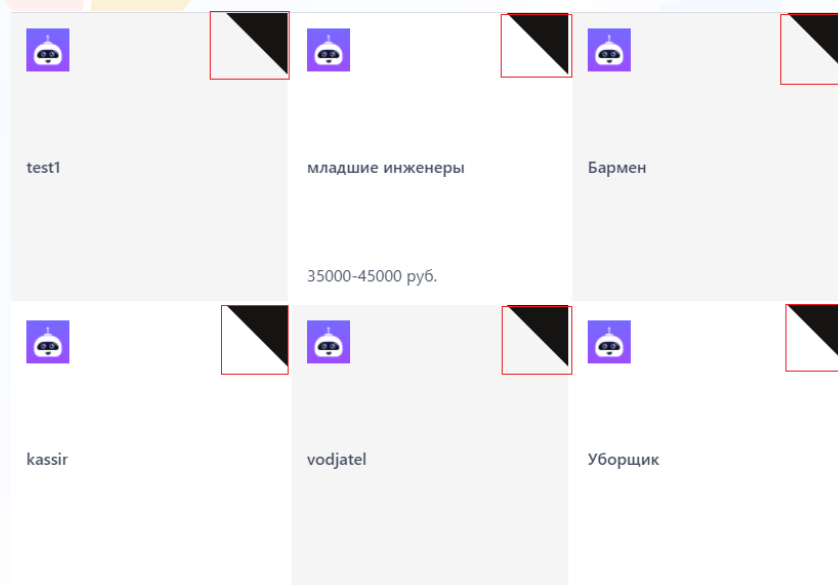 test1
младшие инженеры
Бармен
35000-45000 руб.
kassir
vodjatel
Уборщик